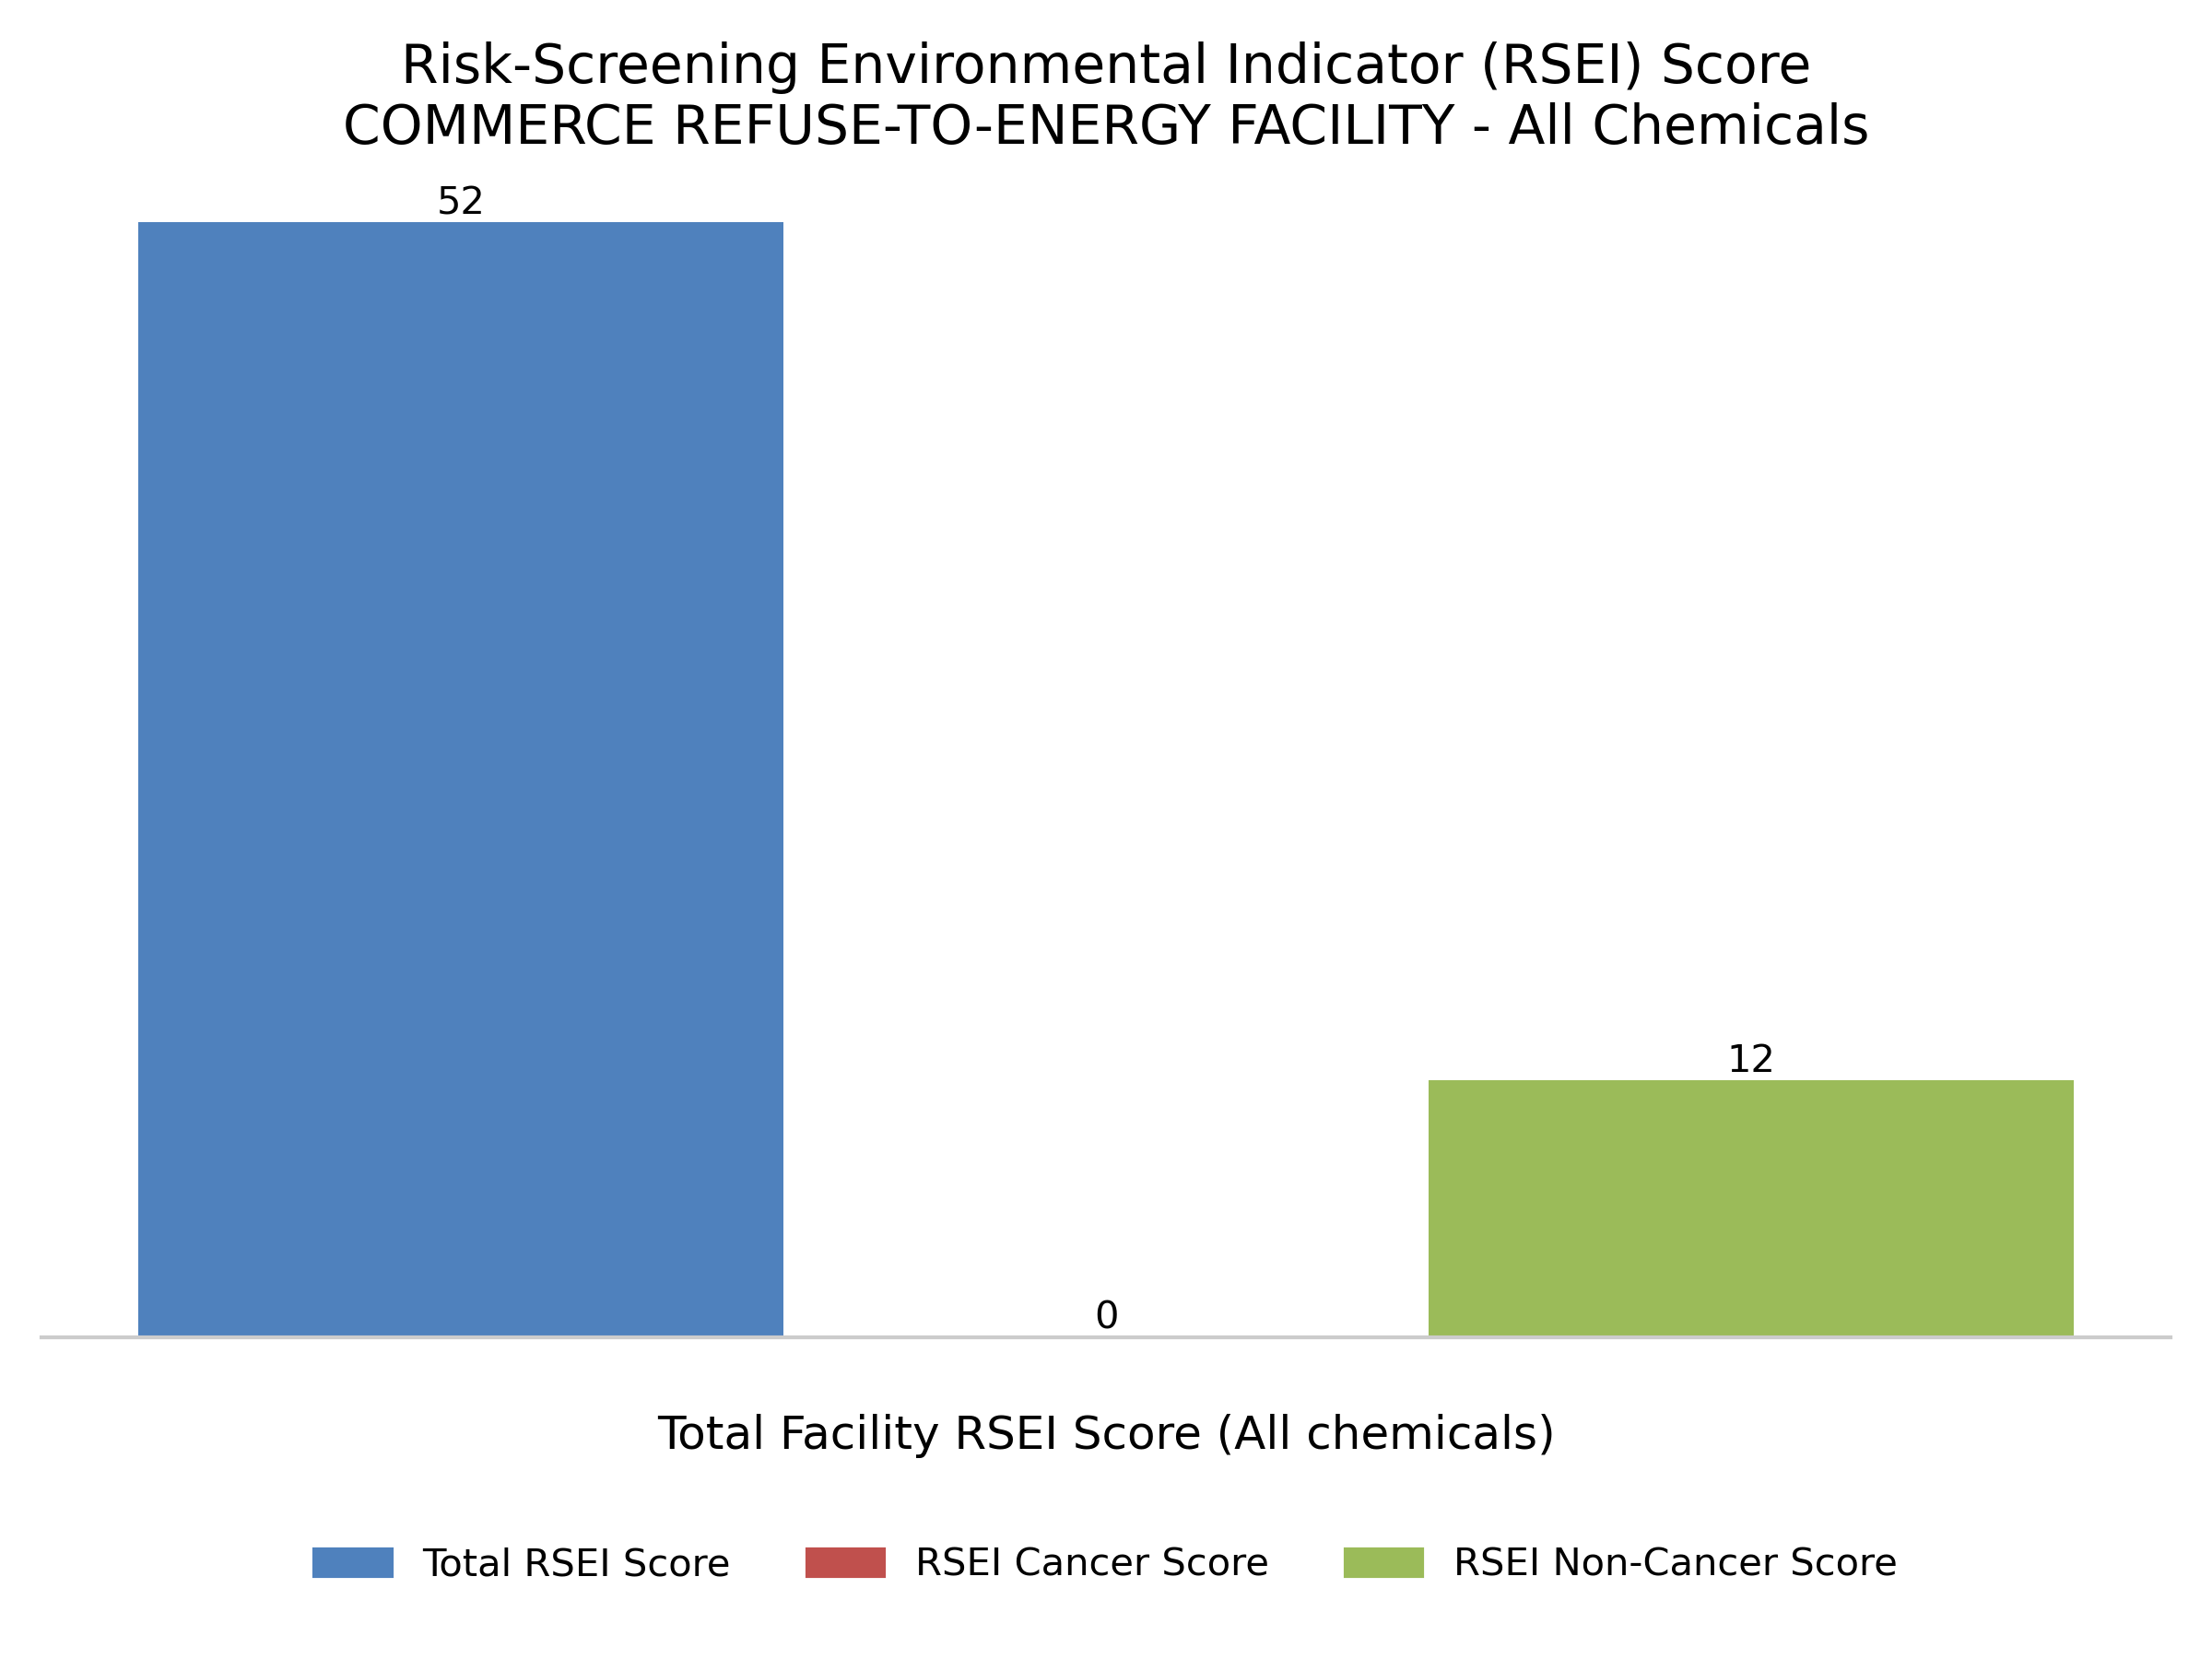 Risk-Screening Environmental Indicator (RSEI) Score
COMMERCE REFUSE-TO-ENERGY FACILITY - All Chemicals
52
0
12
Total Facility RSEI Score (All chemicals)
Total RSEI Score
RSEI Cancer Score
RSEI Non-Cancer Score